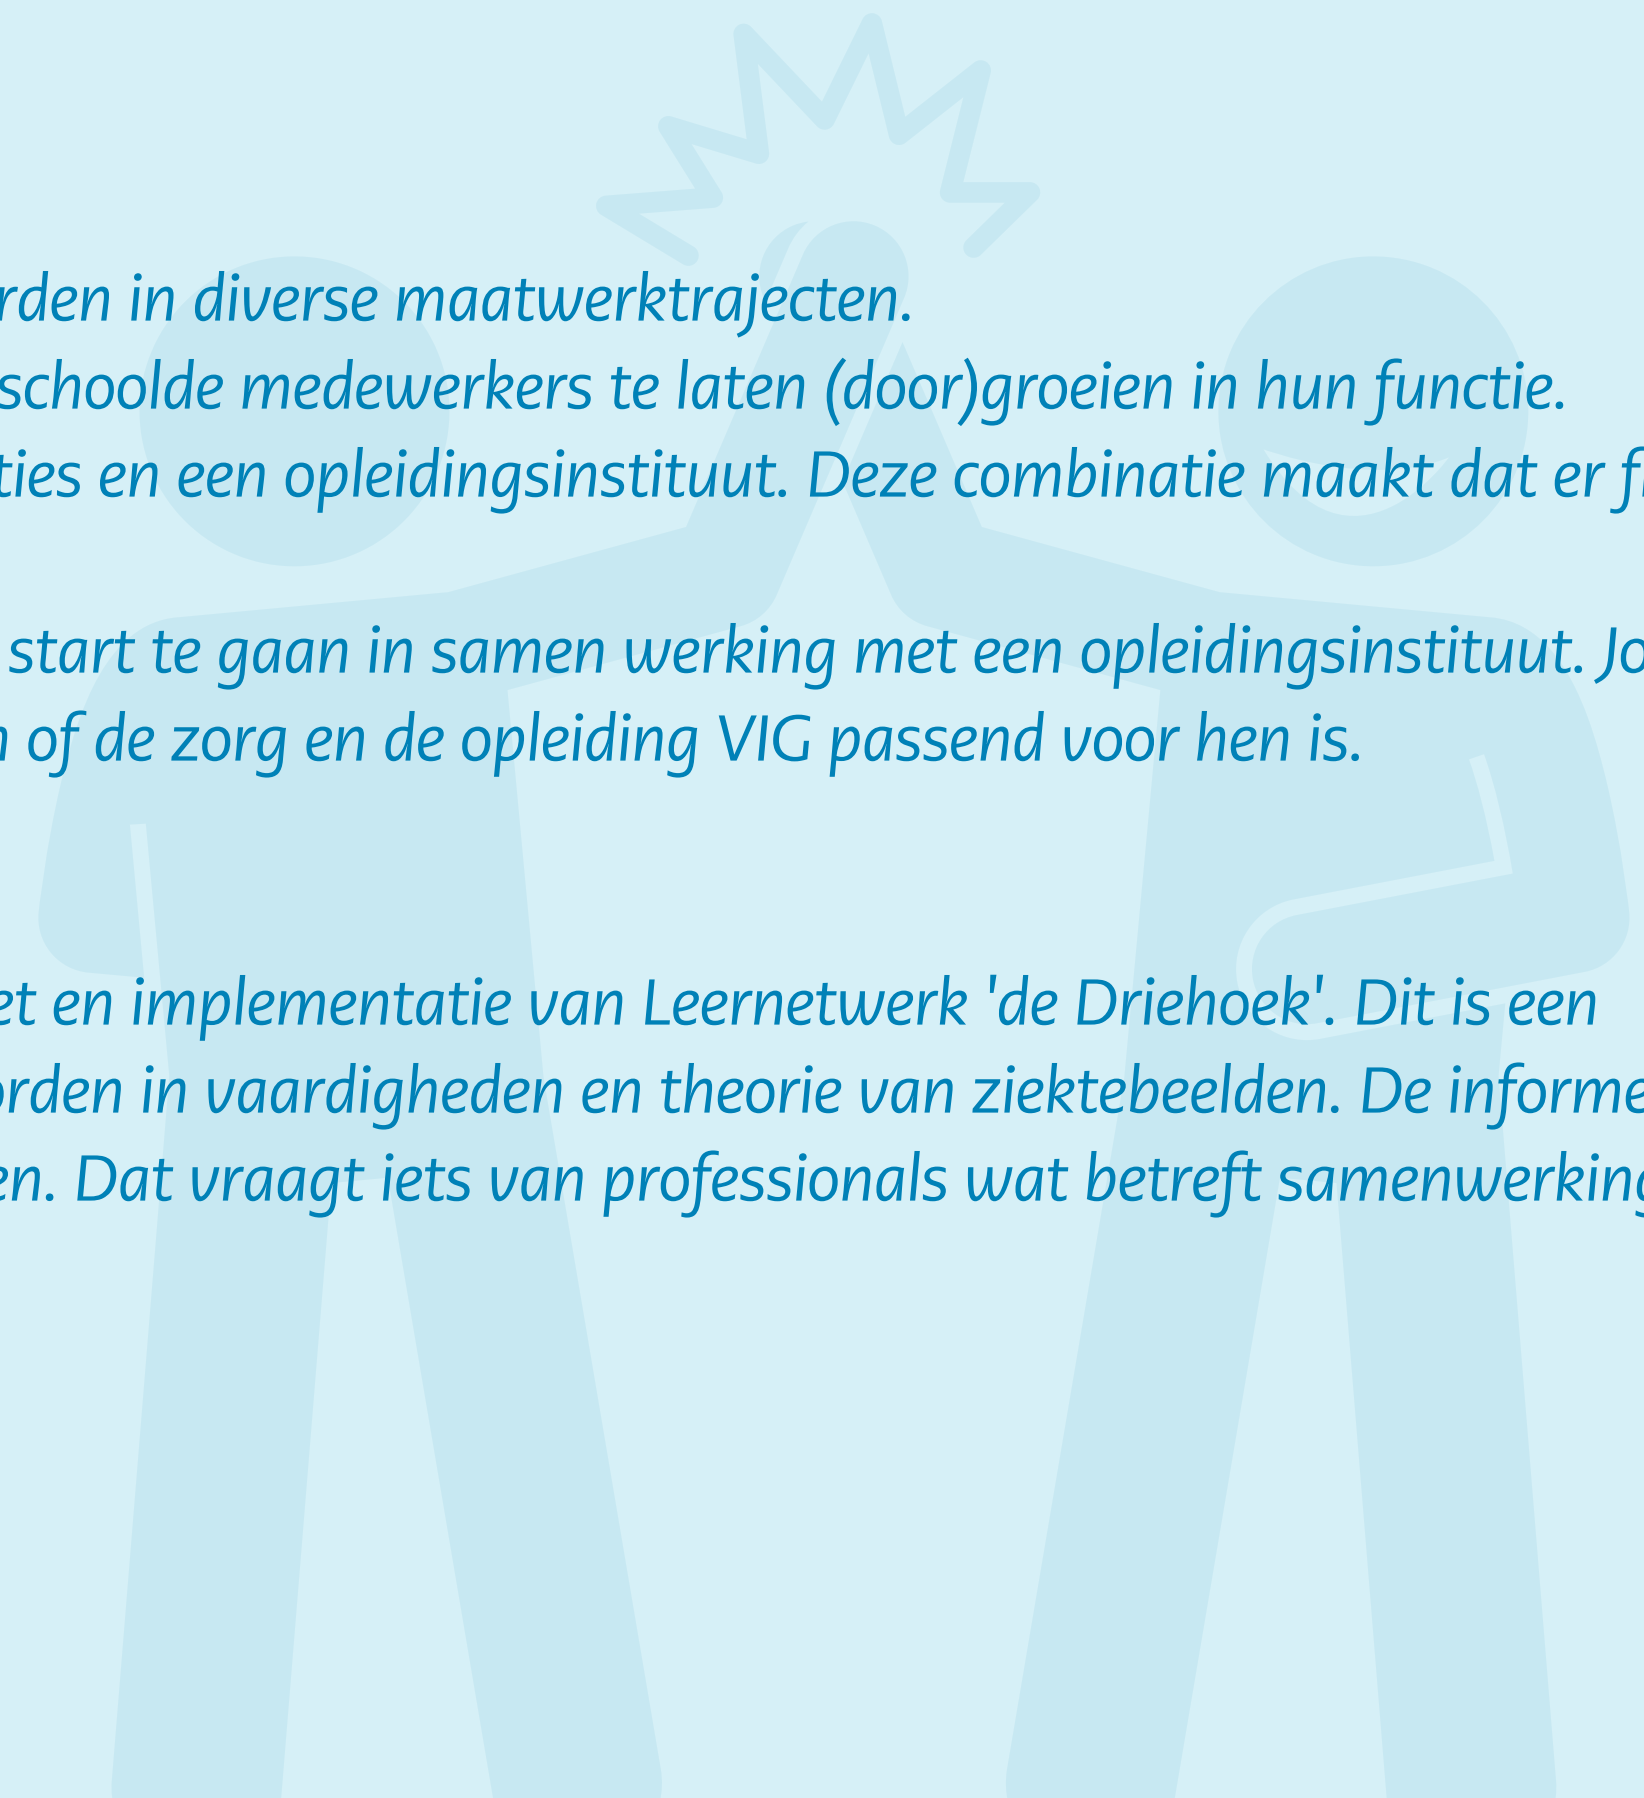 rden in diverse maatwerktrajecten.
schoolde medewerkers te laten (door)groeien in hun functie.
ties en een opleidingsinstituut. Deze combinatie maakt dat er
start te gaan in samen werking met een opleidingsinstituut. Jo
of de zorg en de opleiding VIG passend voor hen is.
et en implementatie van Leernetwerk 'de Driehoek'. Dit is een
orden in vaardigheden en theorie van ziektebeelden. De informe
en. Dat vraagt iets van professionals wat betreft samenwerking